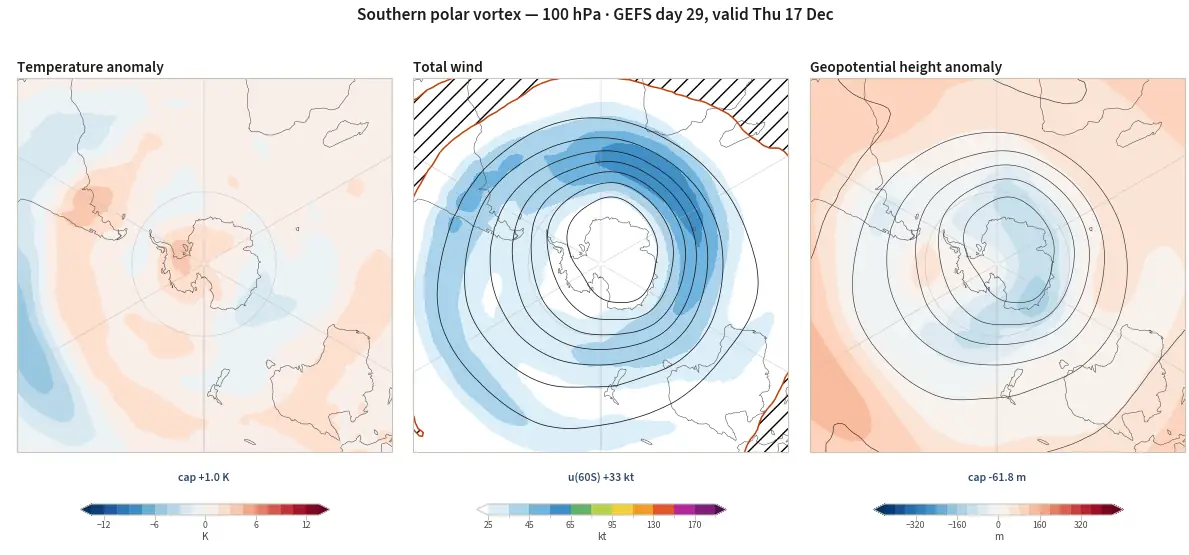 Southern polar vortex — 100 hPa · GEFS day 29, valid Thu 17 Dec
Temperature anomaly
Total wind
Geopotential height anomaly
cap +1.0 K
u(60S) +33 kt
cap -61.8 m
−12 −6 0 6 12
K
25 45 65 90 110 130 170
kt
−320 −160 0 160 320
m